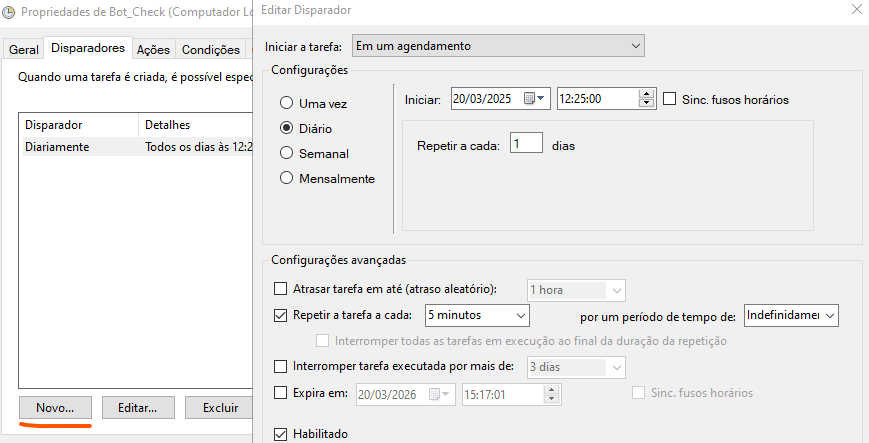 Propriedades de Bot_Check (Computador Lo
Geral
Disparadores
Ações
Condições
Quando uma tarefa é criada, é possível espec
Disparador
Detalhes
Diariamente
Todos os dias às 12:2
Novo...
Editar...
Excluir
Editar Disparador
Iniciar a tarefa:
Em um agendamento
Configurações
Uma vez
Diário
Semanal
Mensalmente
Iniciar:
20/03/2025
12:25:00
Sinc. fusos horários
Repetir a cada:
1
dias
Configurações avançadas
Atrasar tarefa em até (atraso aleatório):
1 hora
Repetir a tarefa a cada:
5 minutos
por um período de tempo de:
Indefinidamen
Interromper todas as tarefas em execução ao final da duração da repetição
Interromper tarefa executada por mais de:
3 dias
Expira em:
20/03/2026
15:17:01
Sinc. fusos horários
Habilitado